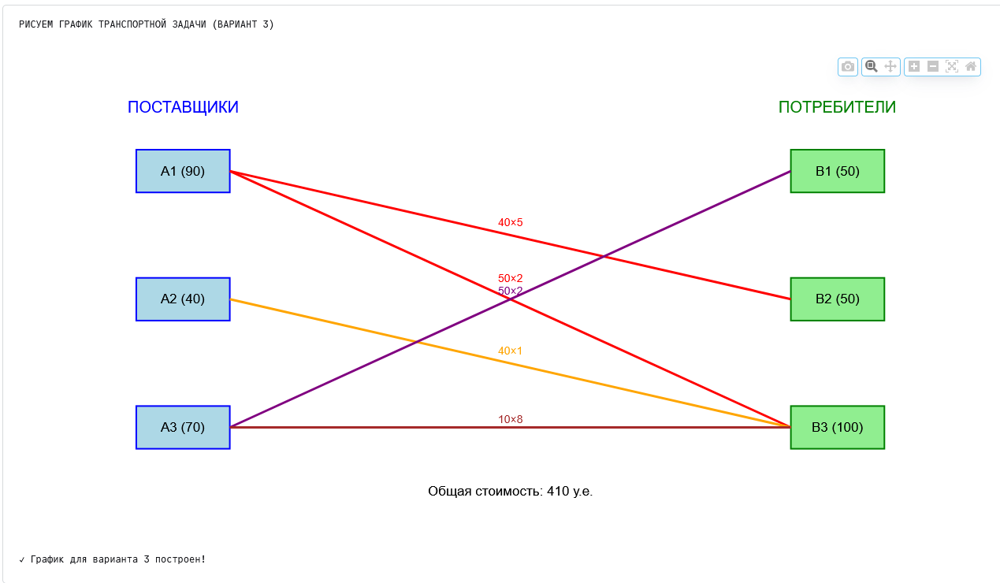 РИСУЕМ ГРАФИК ТРАНСПОРТНОЙ ЗАДАЧИ (ВАРИАНТ 3)
ПОСТАВЩИКИ
ПОТРЕБИТЕЛИ
A1 (90)
B1 (50)
40×5
50×2
50×2
A2 (40)
B2 (50)
40×1
10×8
A3 (70)
B3 (100)
Общая стоимость: 410 у.е.
✓ График для варианта 3 построен!